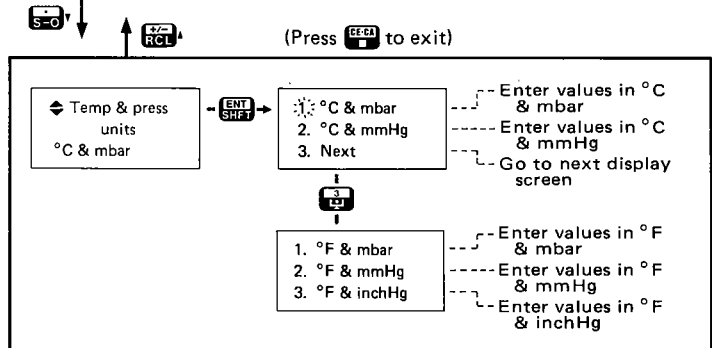 S-O
+/-
RCL
(Press CE·CA to exit)
Temp & press
units
°C & mbar
ENT
SHFT
1. °C & mbar
2. °C & mmHg
3. Next
Enter values in °C
& mbar
Enter values in °C
& mmHg
Go to next display
screen
3
1. °F & mbar
2. °F & mmHg
3. °F & inchHg
Enter values in °F
& mbar
Enter values in °F
& mmHg
Enter values in °F
& inchHg